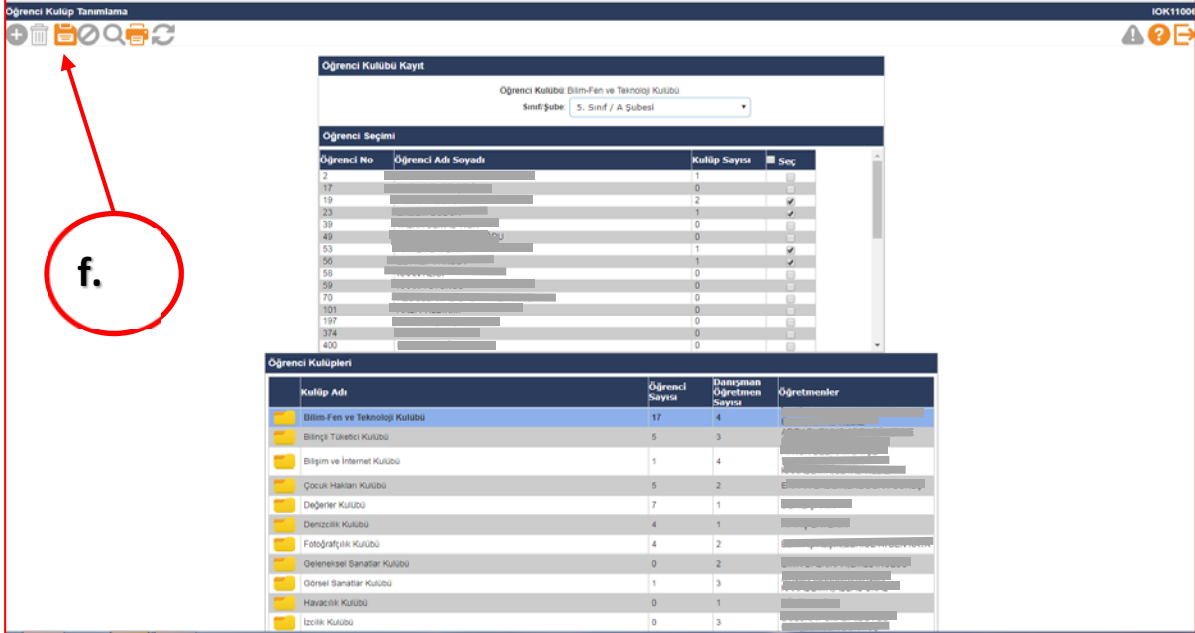 Öğrenci Kulüp Tanımlama IOK11006
f.
Öğrenci Kulübü Kayıt
Öğrenci Kulübü: Bilim-Fen ve Teknoloji Kulübü
Sınıf/Şube: 5. Sınıf / A Şubesi
Öğrenci Seçimi
Öğrenci No Öğrenci Adı Soyadı Kulüp Sayısı Seç
2 1
17 0
19 2
23 1
39 0
49 0
53 1
56 1
58 0
59 0
70 0
101 0
197 0
374 0
400 0
Öğrenci Kulüpleri
Kulüp Adı Öğrenci Sayısı Danışman Öğretmen Sayısı Öğretmenler
Bilim-Fen ve Teknoloji Kulübü 17 4
Bilinçli Tüketici Kulübü 5 3
Bilişim ve İnternet Kulübü 1 4
Çocuk Hakları Kulübü 5 2
Değerler Kulübü 7 1
Denizcilik Kulübü 4 1
Fotoğrafçılık Kulübü 4 2
Geleneksel Sanatlar Kulübü 0 2
Görsel Sanatlar Kulübü 1 3
Havacılık Kulübü 0 1
İzcilik Kulübü 0 3